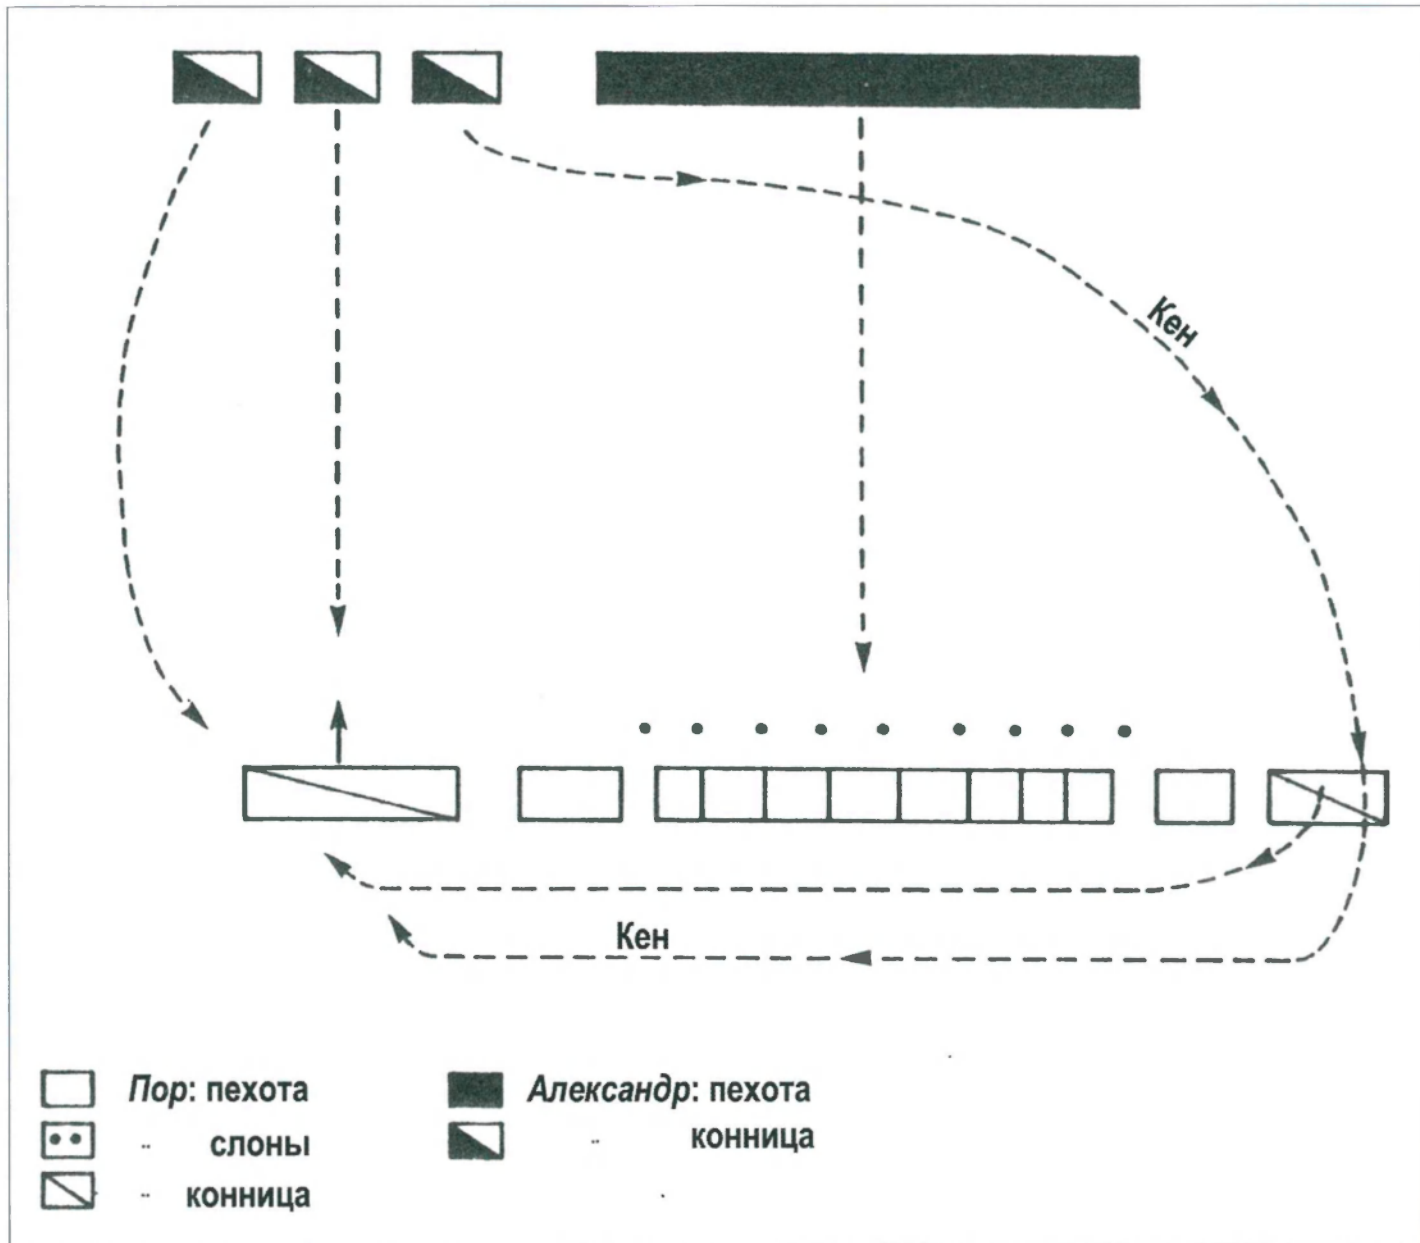 Кен
Кен
Пор: пехота
" слоны
" конница
Александр: пехота
" конница